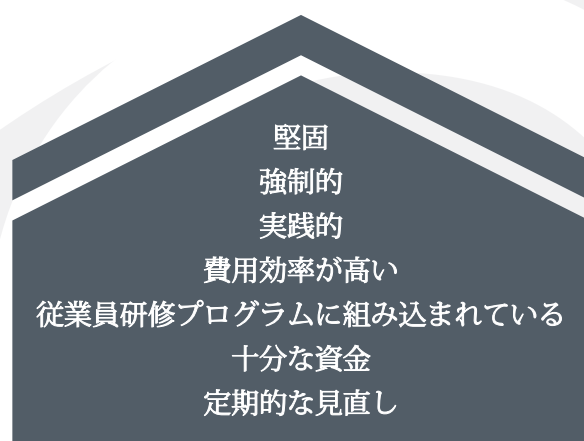 堅固
強制的
実践的
費用効率が高い
従業員研修プログラムに組み込まれている
十分な資金
定期的な見直し